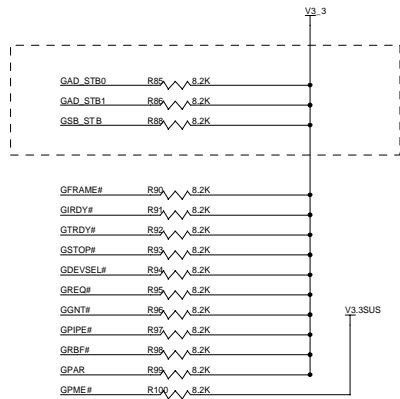 V3_3
GAD_STB0 R85 8.2K
GAD_STB1 R86 8.2K
GSB_STB R88 8.2K
GFRAME# R90 8.2K
GIRDY# R91 8.2K
GTRDY# R92 8.2K
GSTOP# R93 8.2K
GDEVSEL# R94 8.2K
GREQ# R95 8.2K
GGNT# R96 8.2K
V3.3SUS
GPIPE# R97 8.2K
GRBF# R98 8.2K
GPAR R99 8.2K
GPME# R100 8.2K